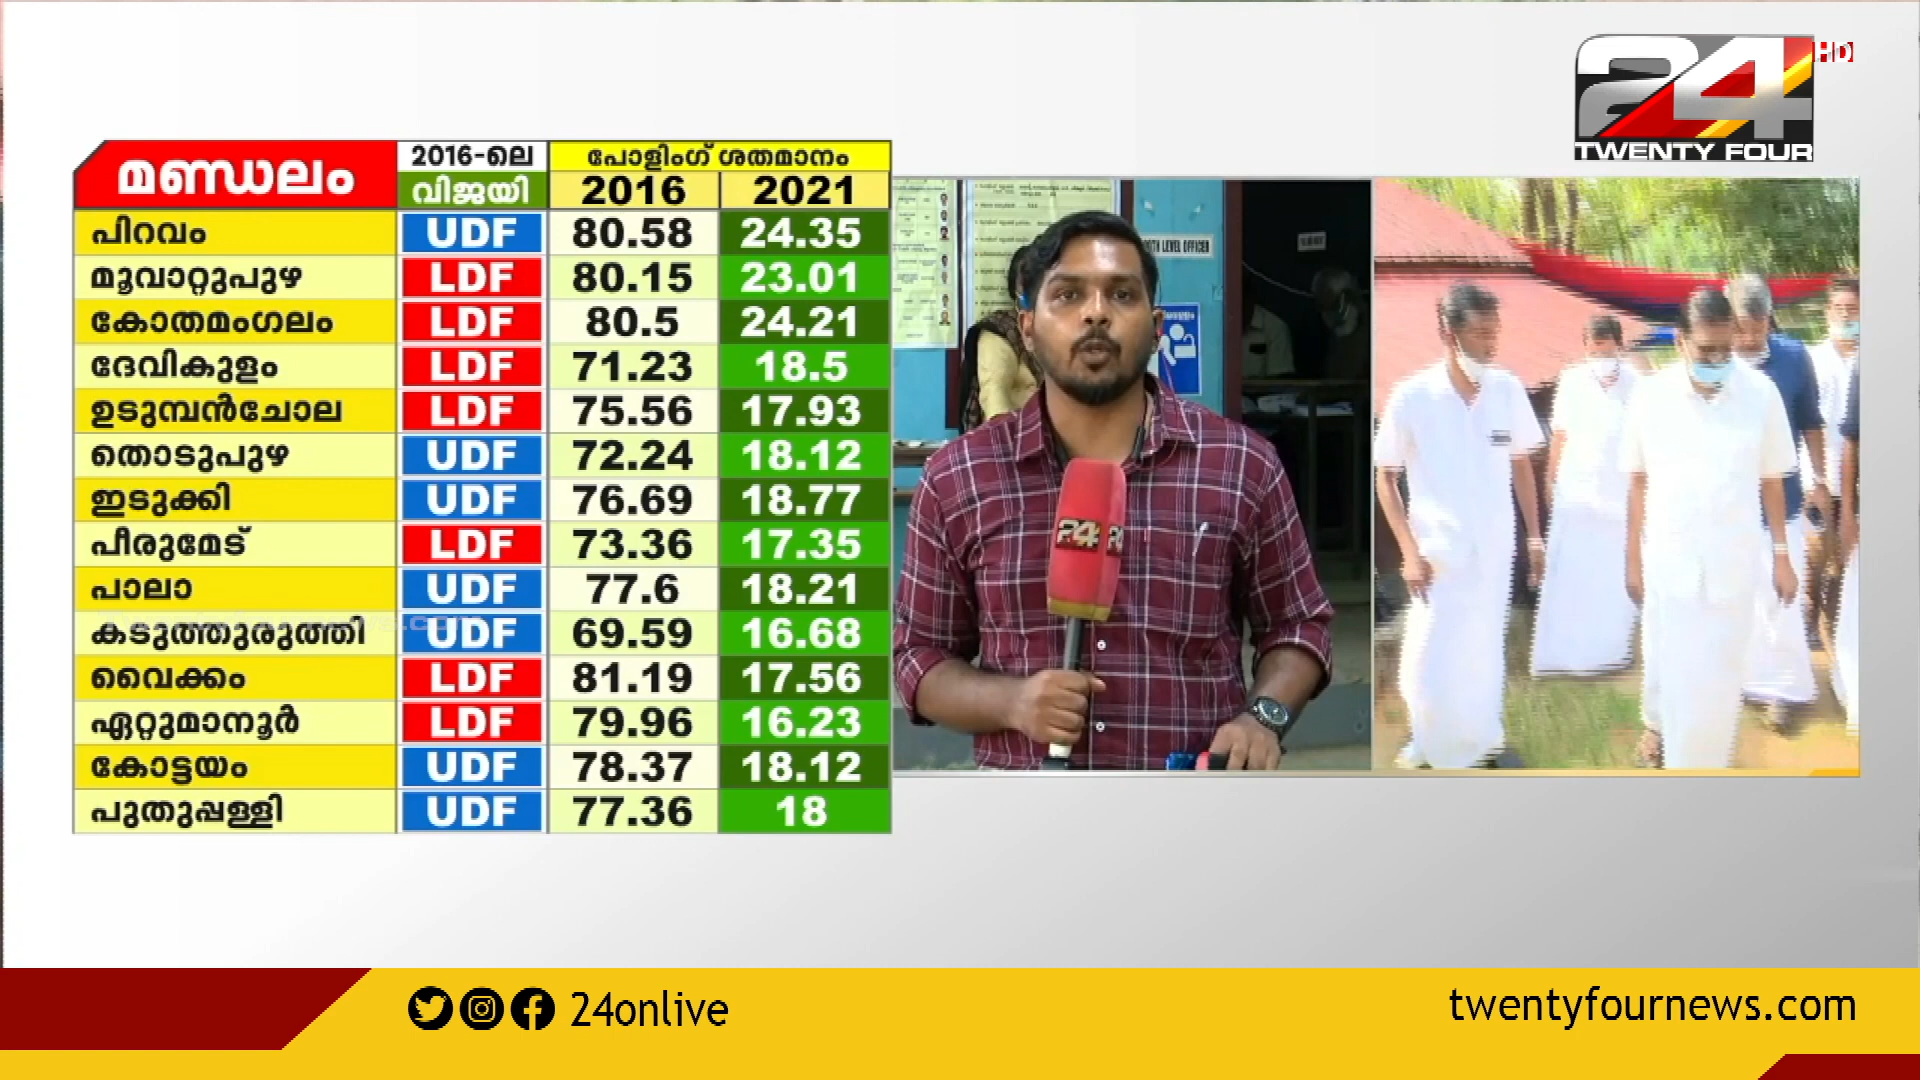 24 HD
TWENTY FOUR
മണ്ഡലം 2016-ലെ വിജയി പോളിംഗ് ശതമാനം 2016 2021
പിറവം UDF 80.58 24.35
മൂവാറ്റുപുഴ LDF 80.15 23.01
കോതമംഗലം LDF 80.5 24.21
ദേവികുളം LDF 71.23 18.5
ഉടുമ്പൻചോല LDF 75.56 17.93
തൊടുപുഴ UDF 72.24 18.12
ഇടുക്കി UDF 76.69 18.77
പീരുമേട് LDF 73.36 17.35
പാലാ UDF 77.6 18.21
കടുത്തുരുത്തി UDF 69.59 16.68
വൈക്കം LDF 81.19 17.56
ഏറ്റുമാനൂർ LDF 79.96 16.23
കോട്ടയം UDF 78.37 18.12
പുതുപ്പള്ളി UDF 77.36 18
LEVEL OFFICER
24
24onlive
twentyfournews.com